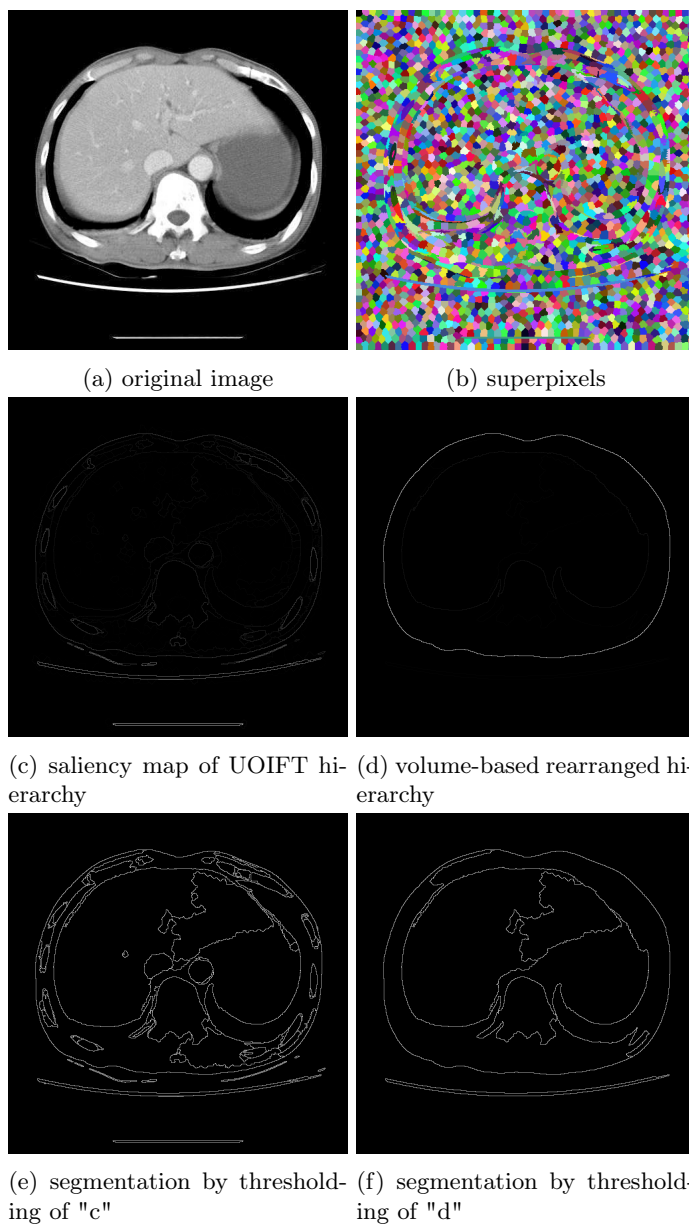 (a) original image
(b) superpixels
(c) saliency map of UOIFT hi-
erarchy
(d) volume-based rearranged hi-
erarchy
(e) segmentation by threshold-
ing of "c"
(f) segmentation by threshold-
ing of "d"